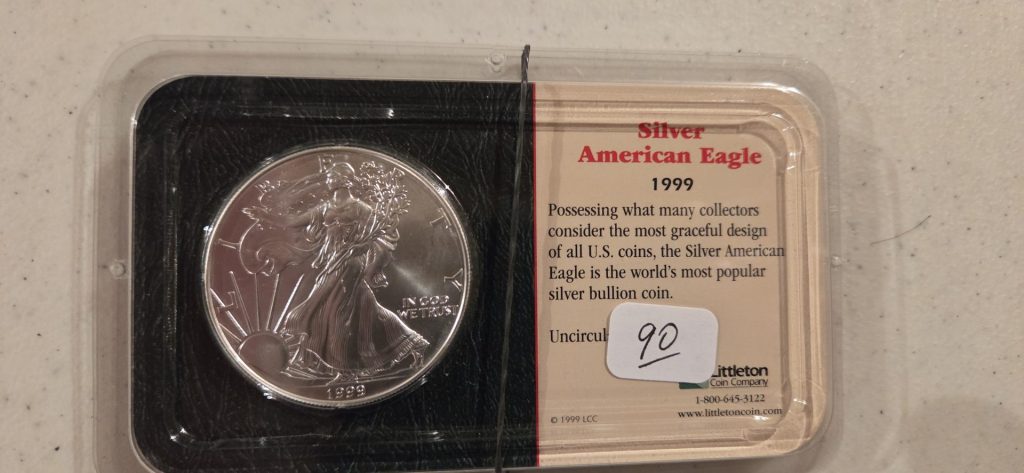 LIBERTY
IN GOD
WE TRUST
1999
Silver
American Eagle
1999
Possessing what many collectors
consider the most graceful design
of all U.S. coins, the Silver American
Eagle is the world's most popular
silver bullion coin.
Uncircul
90
Littleton
Coin Company
1-800-645-3122
www.littletoncoin.com
© 1999 LCC